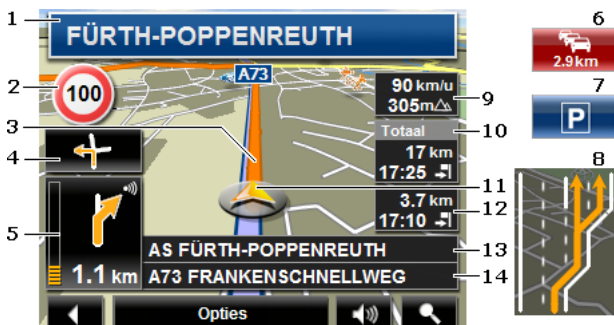 1
FÜRTH-POPPENREUTH
6
2.9km
2
100
A73
7
P
90 km/u
305m
9
3
Totaal
10
17 km
17:25
4
8
11
3.7 km
17:10
12
5
1.1 km
AS FÜRTH-POPPENREUTH
13
A73 FRANKENSCHNELLWEG
14
Opties